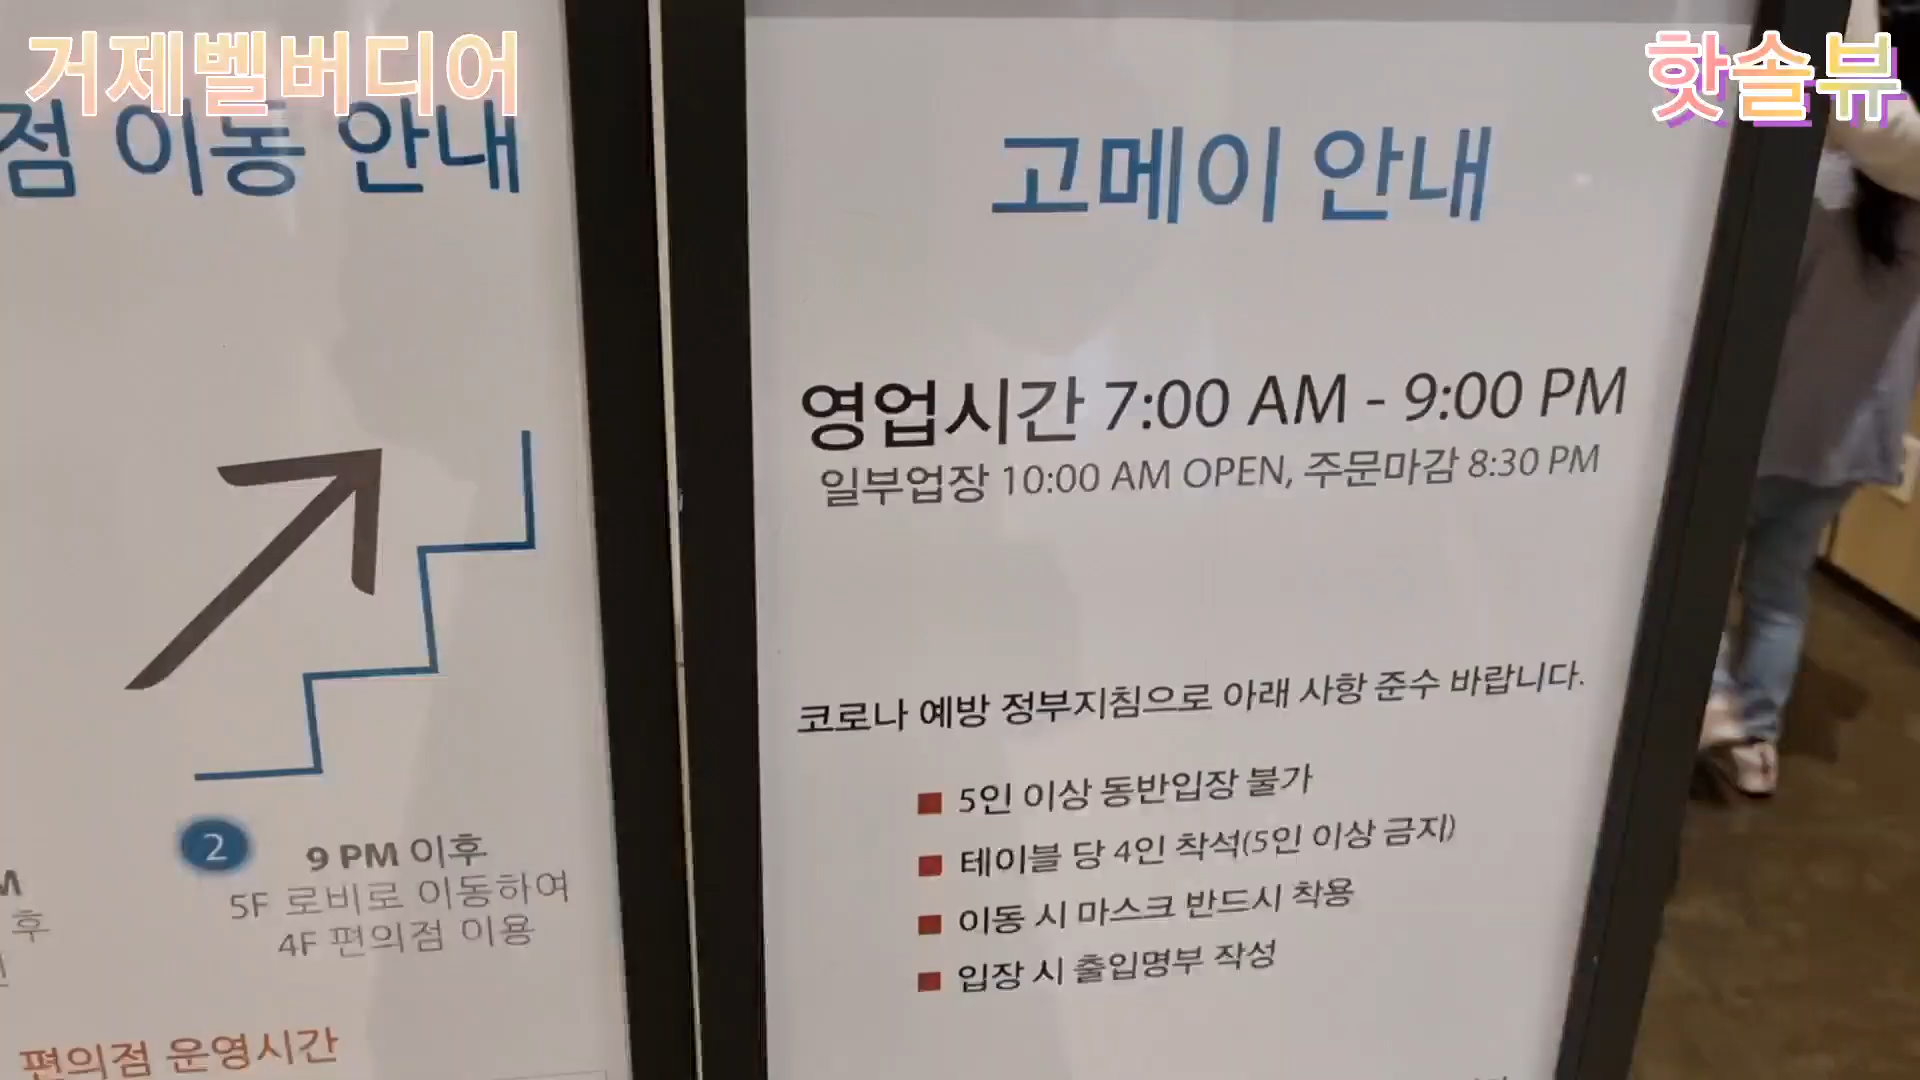 거제벨버디어
핫솔뷰
점 이동 안내
2
9 PM 이후
5F 로비로 이동하여
4F 편의점 이용
후
편의점 운영시간
고메이 안내
영업시간 7:00 AM - 9:00 PM
일부업장 10:00 AM OPEN, 주문마감 8:30 PM
코로나 예방 정부지침으로 아래 사항 준수 바랍니다.
■ 5인 이상 동반입장 불가
■ 테이블 당 4인 착석(5인 이상 금지)
■ 이동 시 마스크 반드시 착용
■ 입장 시 출입명부 작성